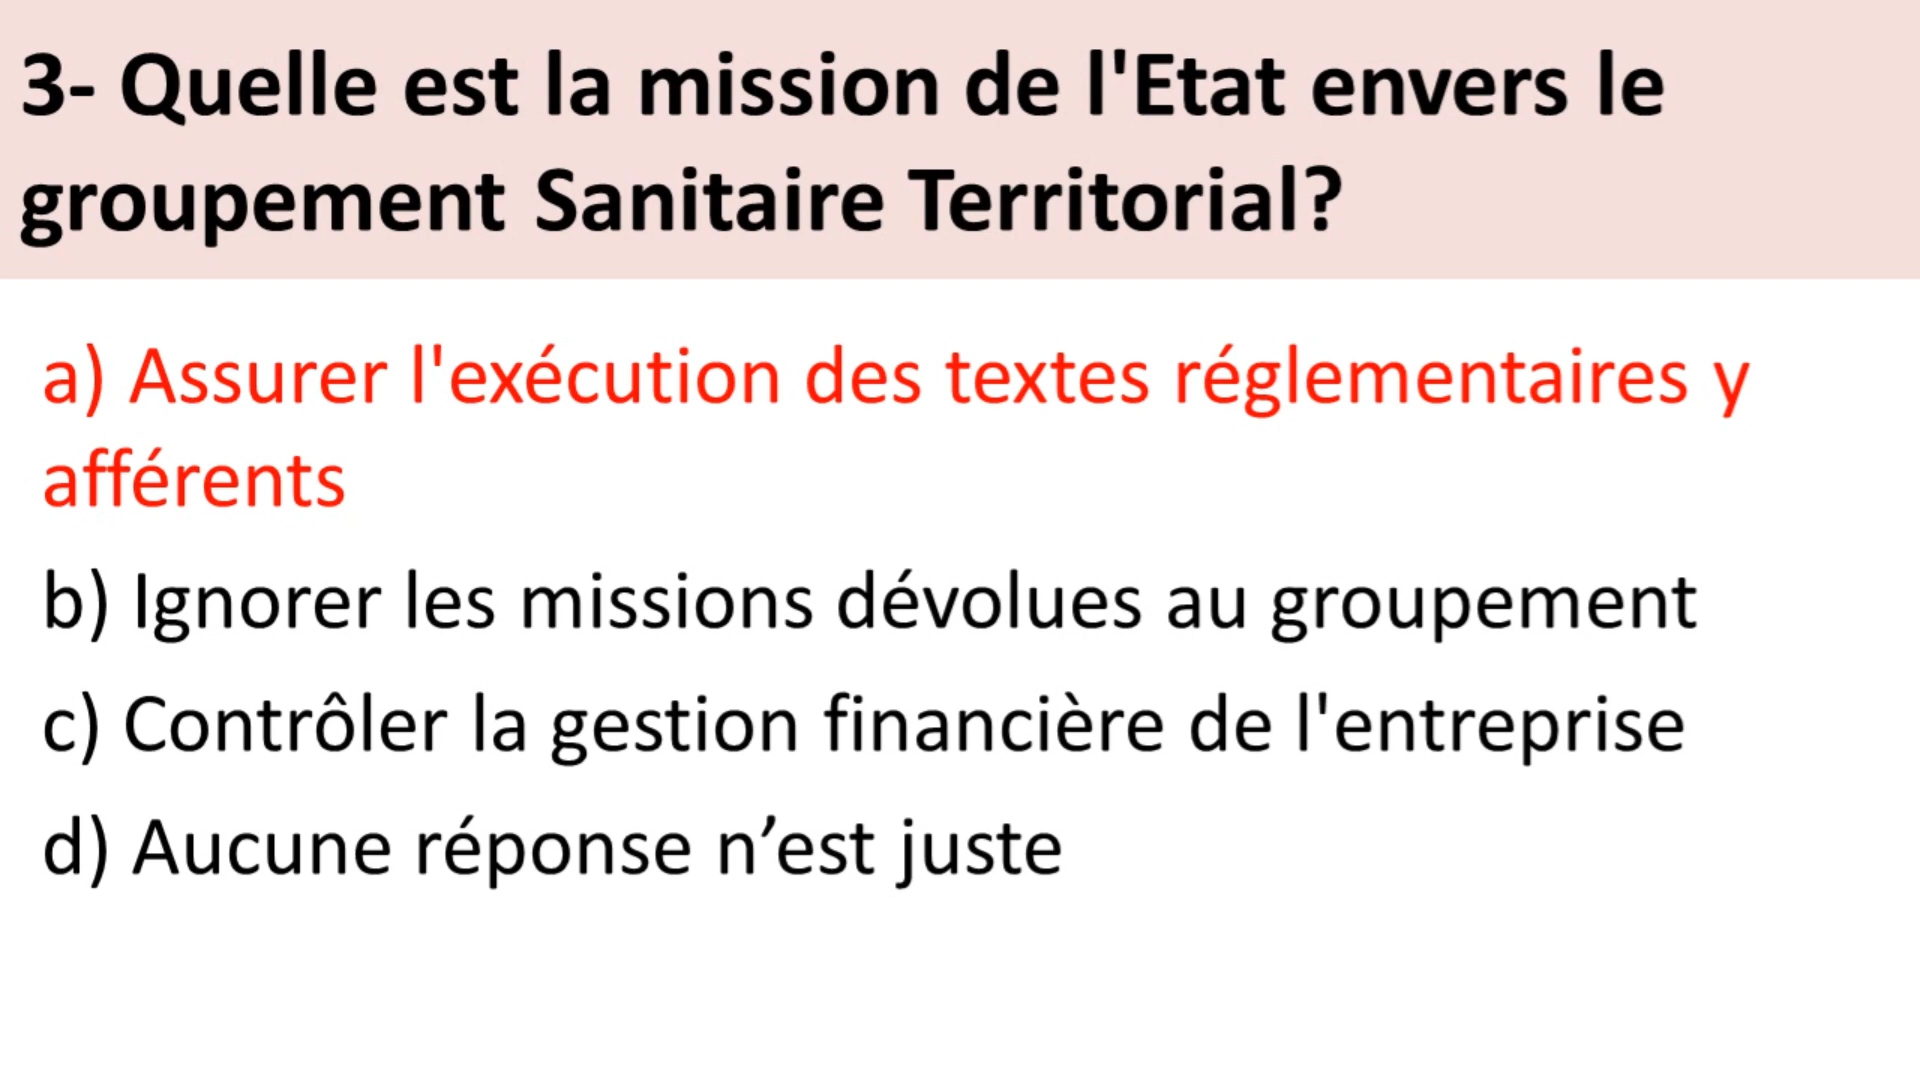 3- Quelle est la mission de l'Etat envers le
groupement Sanitaire Territorial?
a) Assurer l'exécution des textes réglementaires y
afférents
b) Ignorer les missions dévolues au groupement
c) Contrôler la gestion financière de l'entreprise
d) Aucune réponse n’est juste